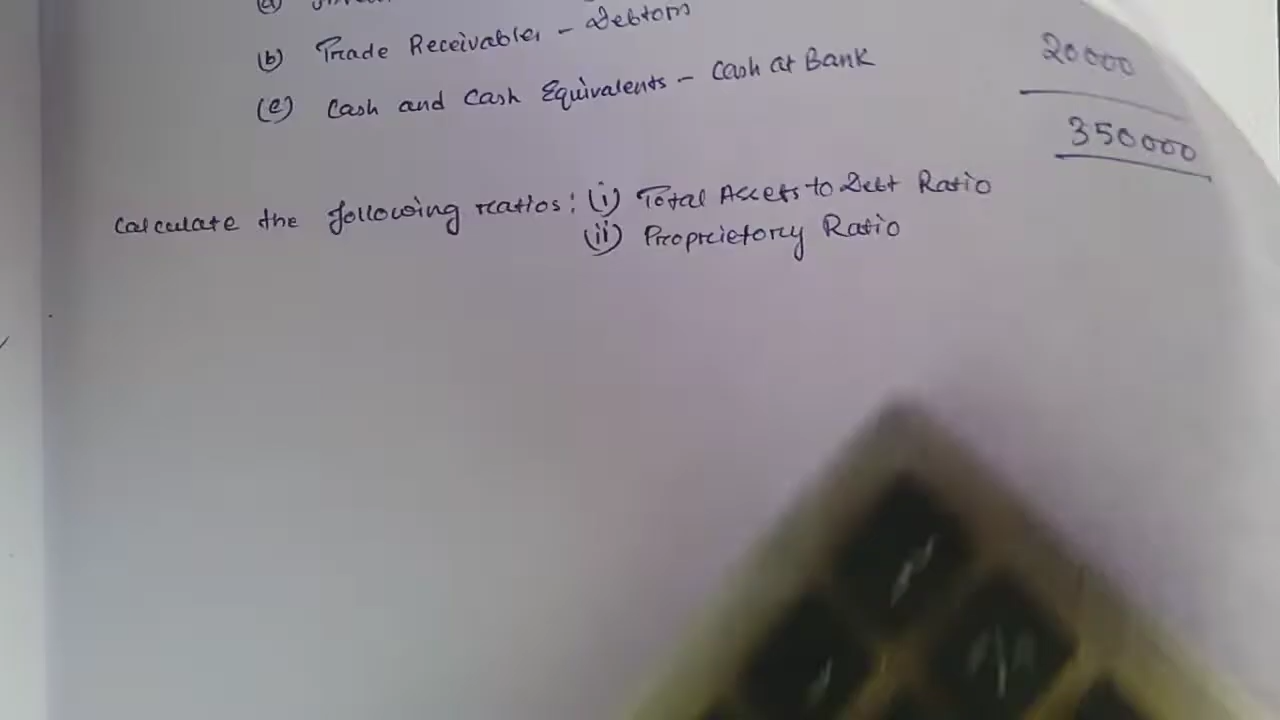 (b) Trade Receivables - Debtors
20000
(c) Cash and Cash Equivalents - Cash at Bank
350000
Calculate the following ratios: (i) Total Assets to Debt Ratio
(ii) Proprietory Ratio